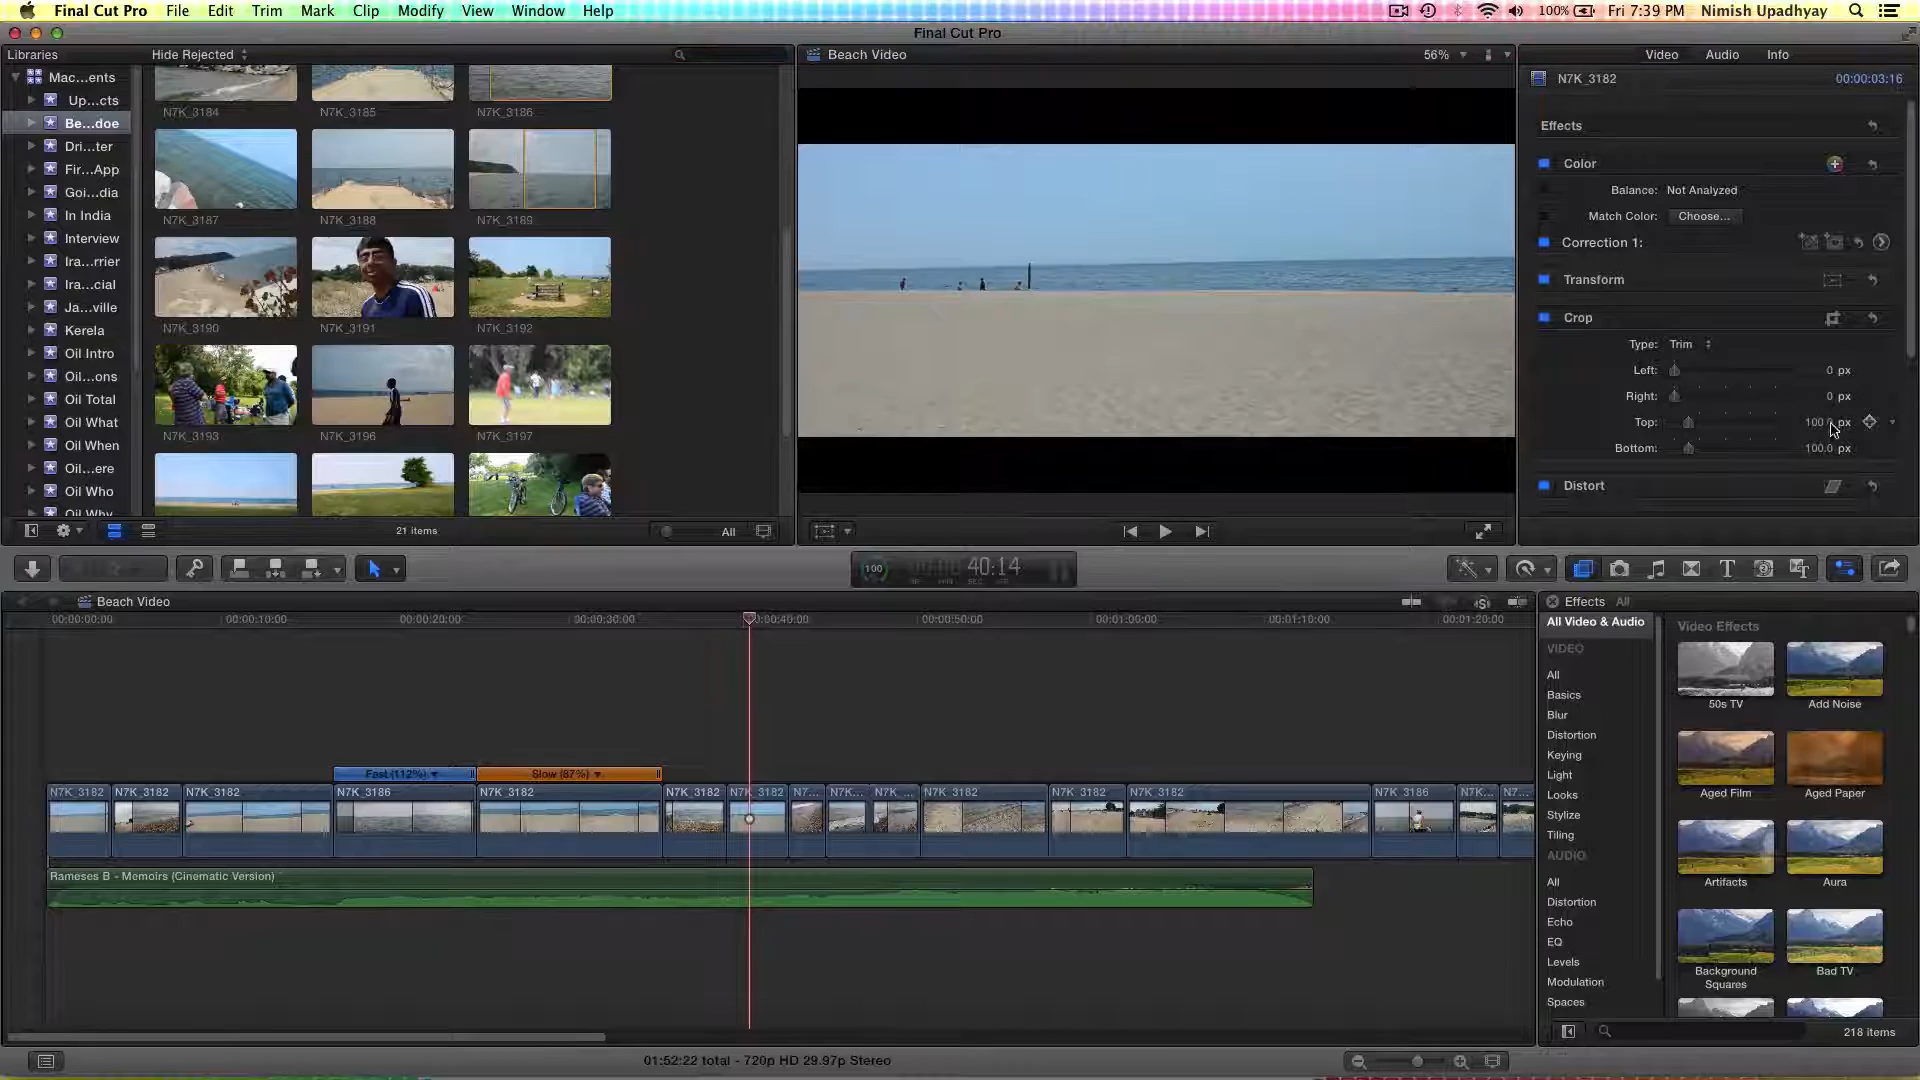 Final Cut Pro File Edit Trim Mark Clip Modify View Window Help 100% Fri 7:39 PM Nimish Upadhyay
Final Cut Pro
Libraries
Hide Rejected
Mac...ents
Up...cts
Be...doe
Dri...ter
Fir...App
Goi...dia
In India
Interview
Ira...rrier
Ira...cial
Ja...ville
Kerela
Oil Intro
Oil...ons
Oil Total
Oil What
Oil When
Oil...ere
Oil Who
Oil Why
N7K_3184 N7K_3185 N7K_3186
N7K_3187 N7K_3188 N7K_3189
N7K_3190 N7K_3191 N7K_3192
N7K_3193 N7K_3196 N7K_3197
21 items
All
Beach Video
56%
Video Audio Info
N7K_3182 00:00:03:16
Effects
Color
Balance: Not Analyzed
Match Color: Choose...
Correction 1:
Transform
Crop
Type: Trim
Left: 0 px
Right: 0 px
Top: 100 px
Bottom: 100.0 px
Distort
100 40:14
Beach Video
00:00:00:00 00:00:10:00 00:00:20:00 00:00:30:00 00:00:40:00 00:00:50:00 00:01:00:00 00:01:10:00 00:01:20:00
Fast (112%) Slow (87%)
N7K_3182 N7K_3182 N7K_3182 N7K_3186 N7K_3182 N7K_3182 N7K_3182 N7... N7K... N7K... N7K_3182 N7K_3182 N7K_3182 N7K_3186 N7K... N7...
Rameses B - Memoirs (Cinematic Version)
Effects All
All Video & Audio
VIDEO
All
Basics
Blur
Distortion
Keying
Light
Looks
Stylize
Tiling
AUDIO
All
Distortion
Echo
EQ
Levels
Modulation
Spaces
Video Effects
50s TV Add Noise
Aged Film Aged Paper
Artifacts Aura
Background Squares Bad TV
218 items
01:52:22 total - 720p HD 29.97p Stereo